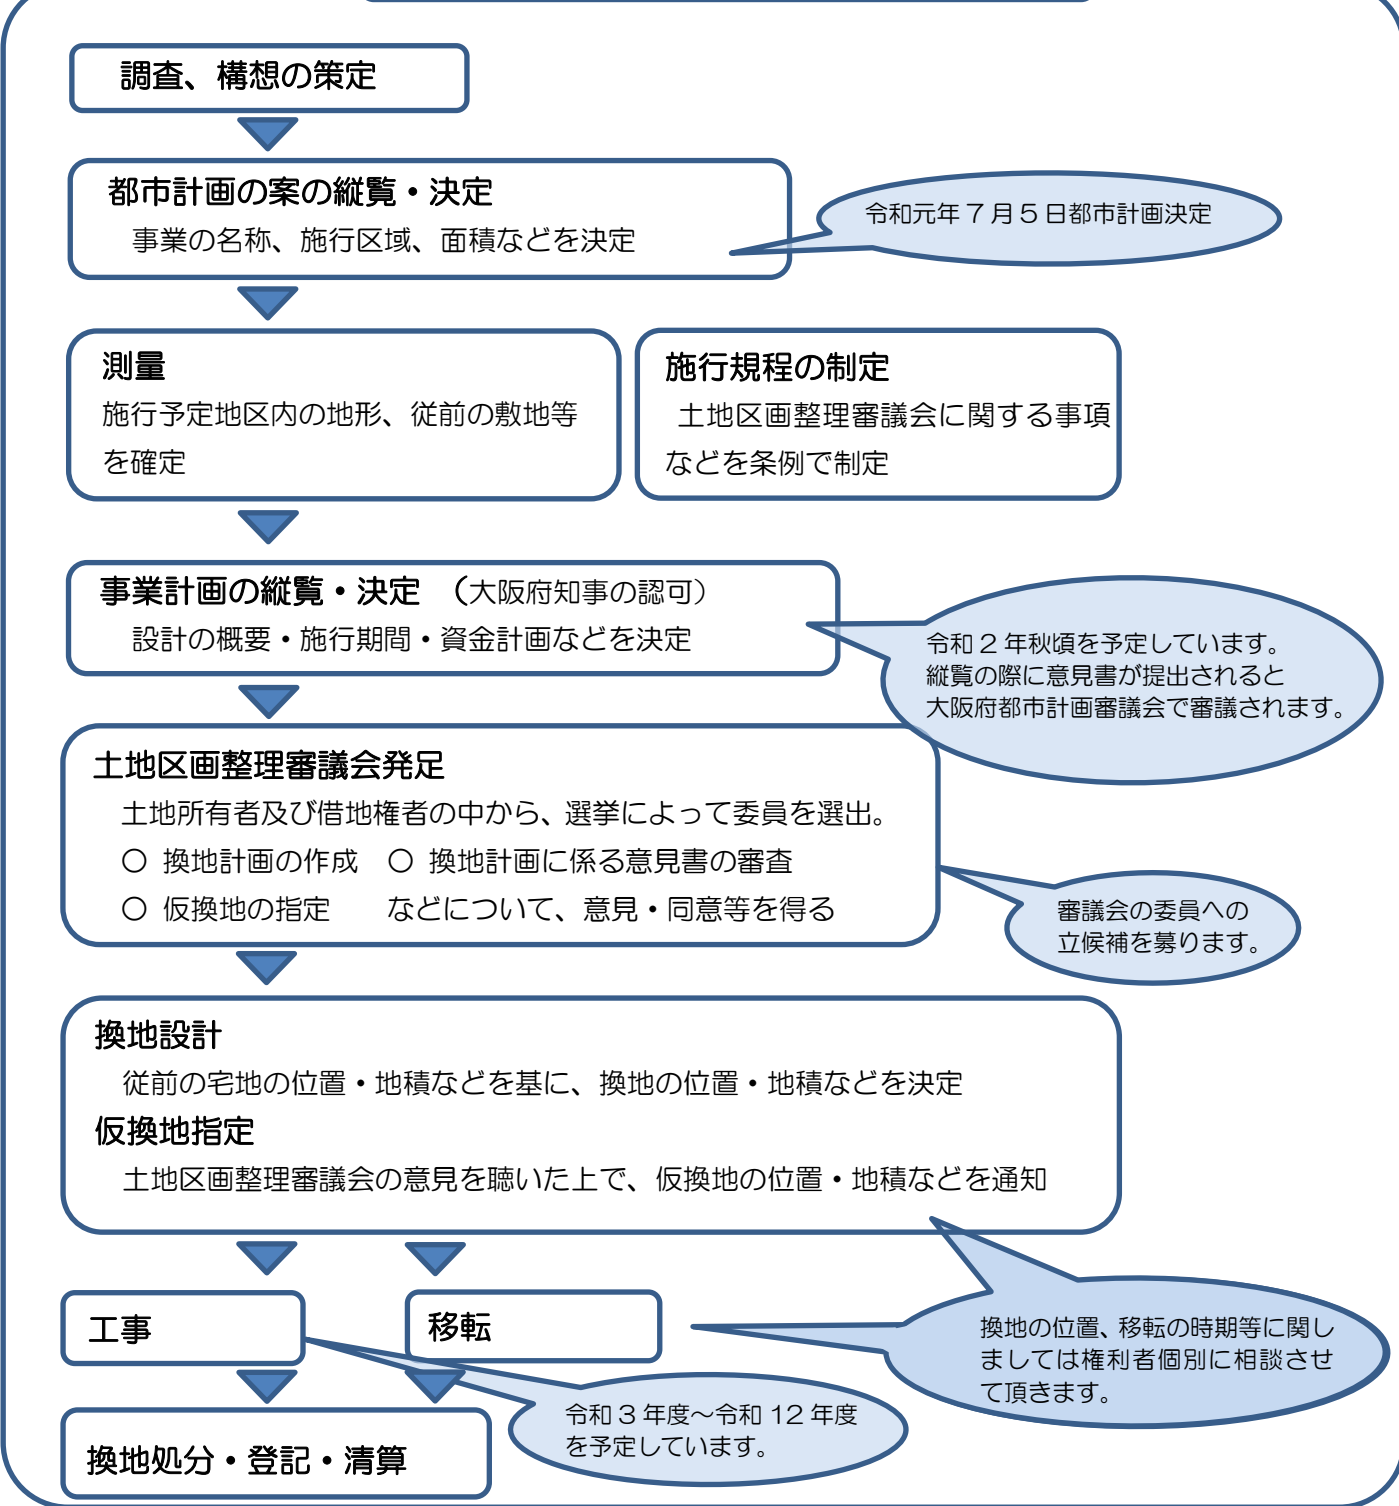 調査、構想の策定
都市計画の案の縦覧・決定
事業の名称、施行区域、面積などを決定
令和元年７月５日都市計画決定
測量
施行予定地区内の地形、従前の敷地等
を確定
施行規程の制定
土地区画整理審議会に関する事項
などを条例で制定
事業計画の縦覧・決定　（大阪府知事の認可）
設計の概要・施行期間・資金計画などを決定
令和２年秋頃を予定しています。
縦覧の際に意見書が提出されると
大阪府都市計画審議会で審議されます。
土地区画整理審議会発足
土地所有者及び借地権者の中から、選挙によって委員を選出。
○ 換地計画の作成　○ 換地計画に係る意見書の審査
○ 仮換地の指定　　などについて、意見・同意等を得る
審議会の委員への
立候補を募ります。
換地設計
従前の宅地の位置・地積などを基に、換地の位置・地積などを決定
仮換地指定
土地区画整理審議会の意見を聴いた上で、仮換地の位置・地積などを通知
工事
移転
換地の位置、移転の時期等に関し
ましては権利者個別に相談させ
て頂きます。
令和３年度～令和 12 年度
を予定しています。
換地処分・登記・清算